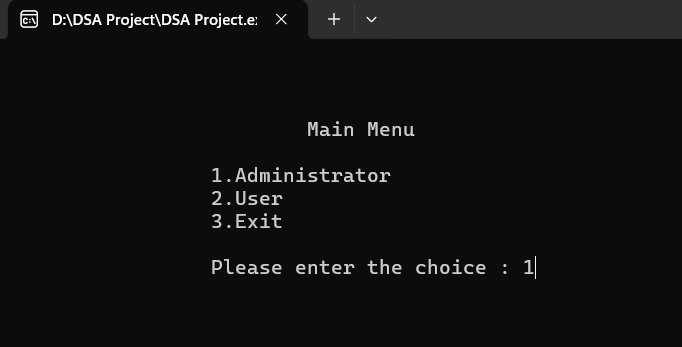 D:\DSA Project\DSA Project.e
Main Menu
1.Administrator
2.User
3.Exit
Please enter the choice : 1